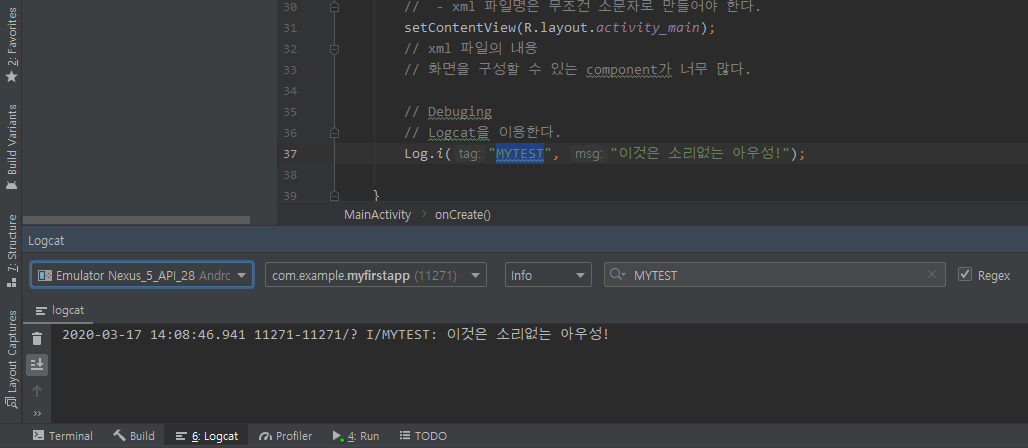 2: Favorites
Build Variants
7: Structure
Layout Captures
30 // - xml 파일명은 무조건 소문자로 만들어야 한다.
31 setContentView(R.layout.activity_main);
32 // xml 파일의 내용
33 // 화면을 구성할 수 있는 component가 너무 많다.
34
35 // Debuging
36 // Logcat을 이용한다.
37 Log.i( tag: "MYTEST", msg: "이것은 소리없는 아우성!");
38
39 }
MainActivity › onCreate()
Logcat
Emulator Nexus_5_API_28 Andrc com.example.myfirstapp (11271) Info MYTEST Regex
logcat
2020-03-17 14:08:46.941 11271-11271/? I/MYTEST: 이것은 소리없는 아우성!
Terminal Build 6: Logcat Profiler 4: Run TODO